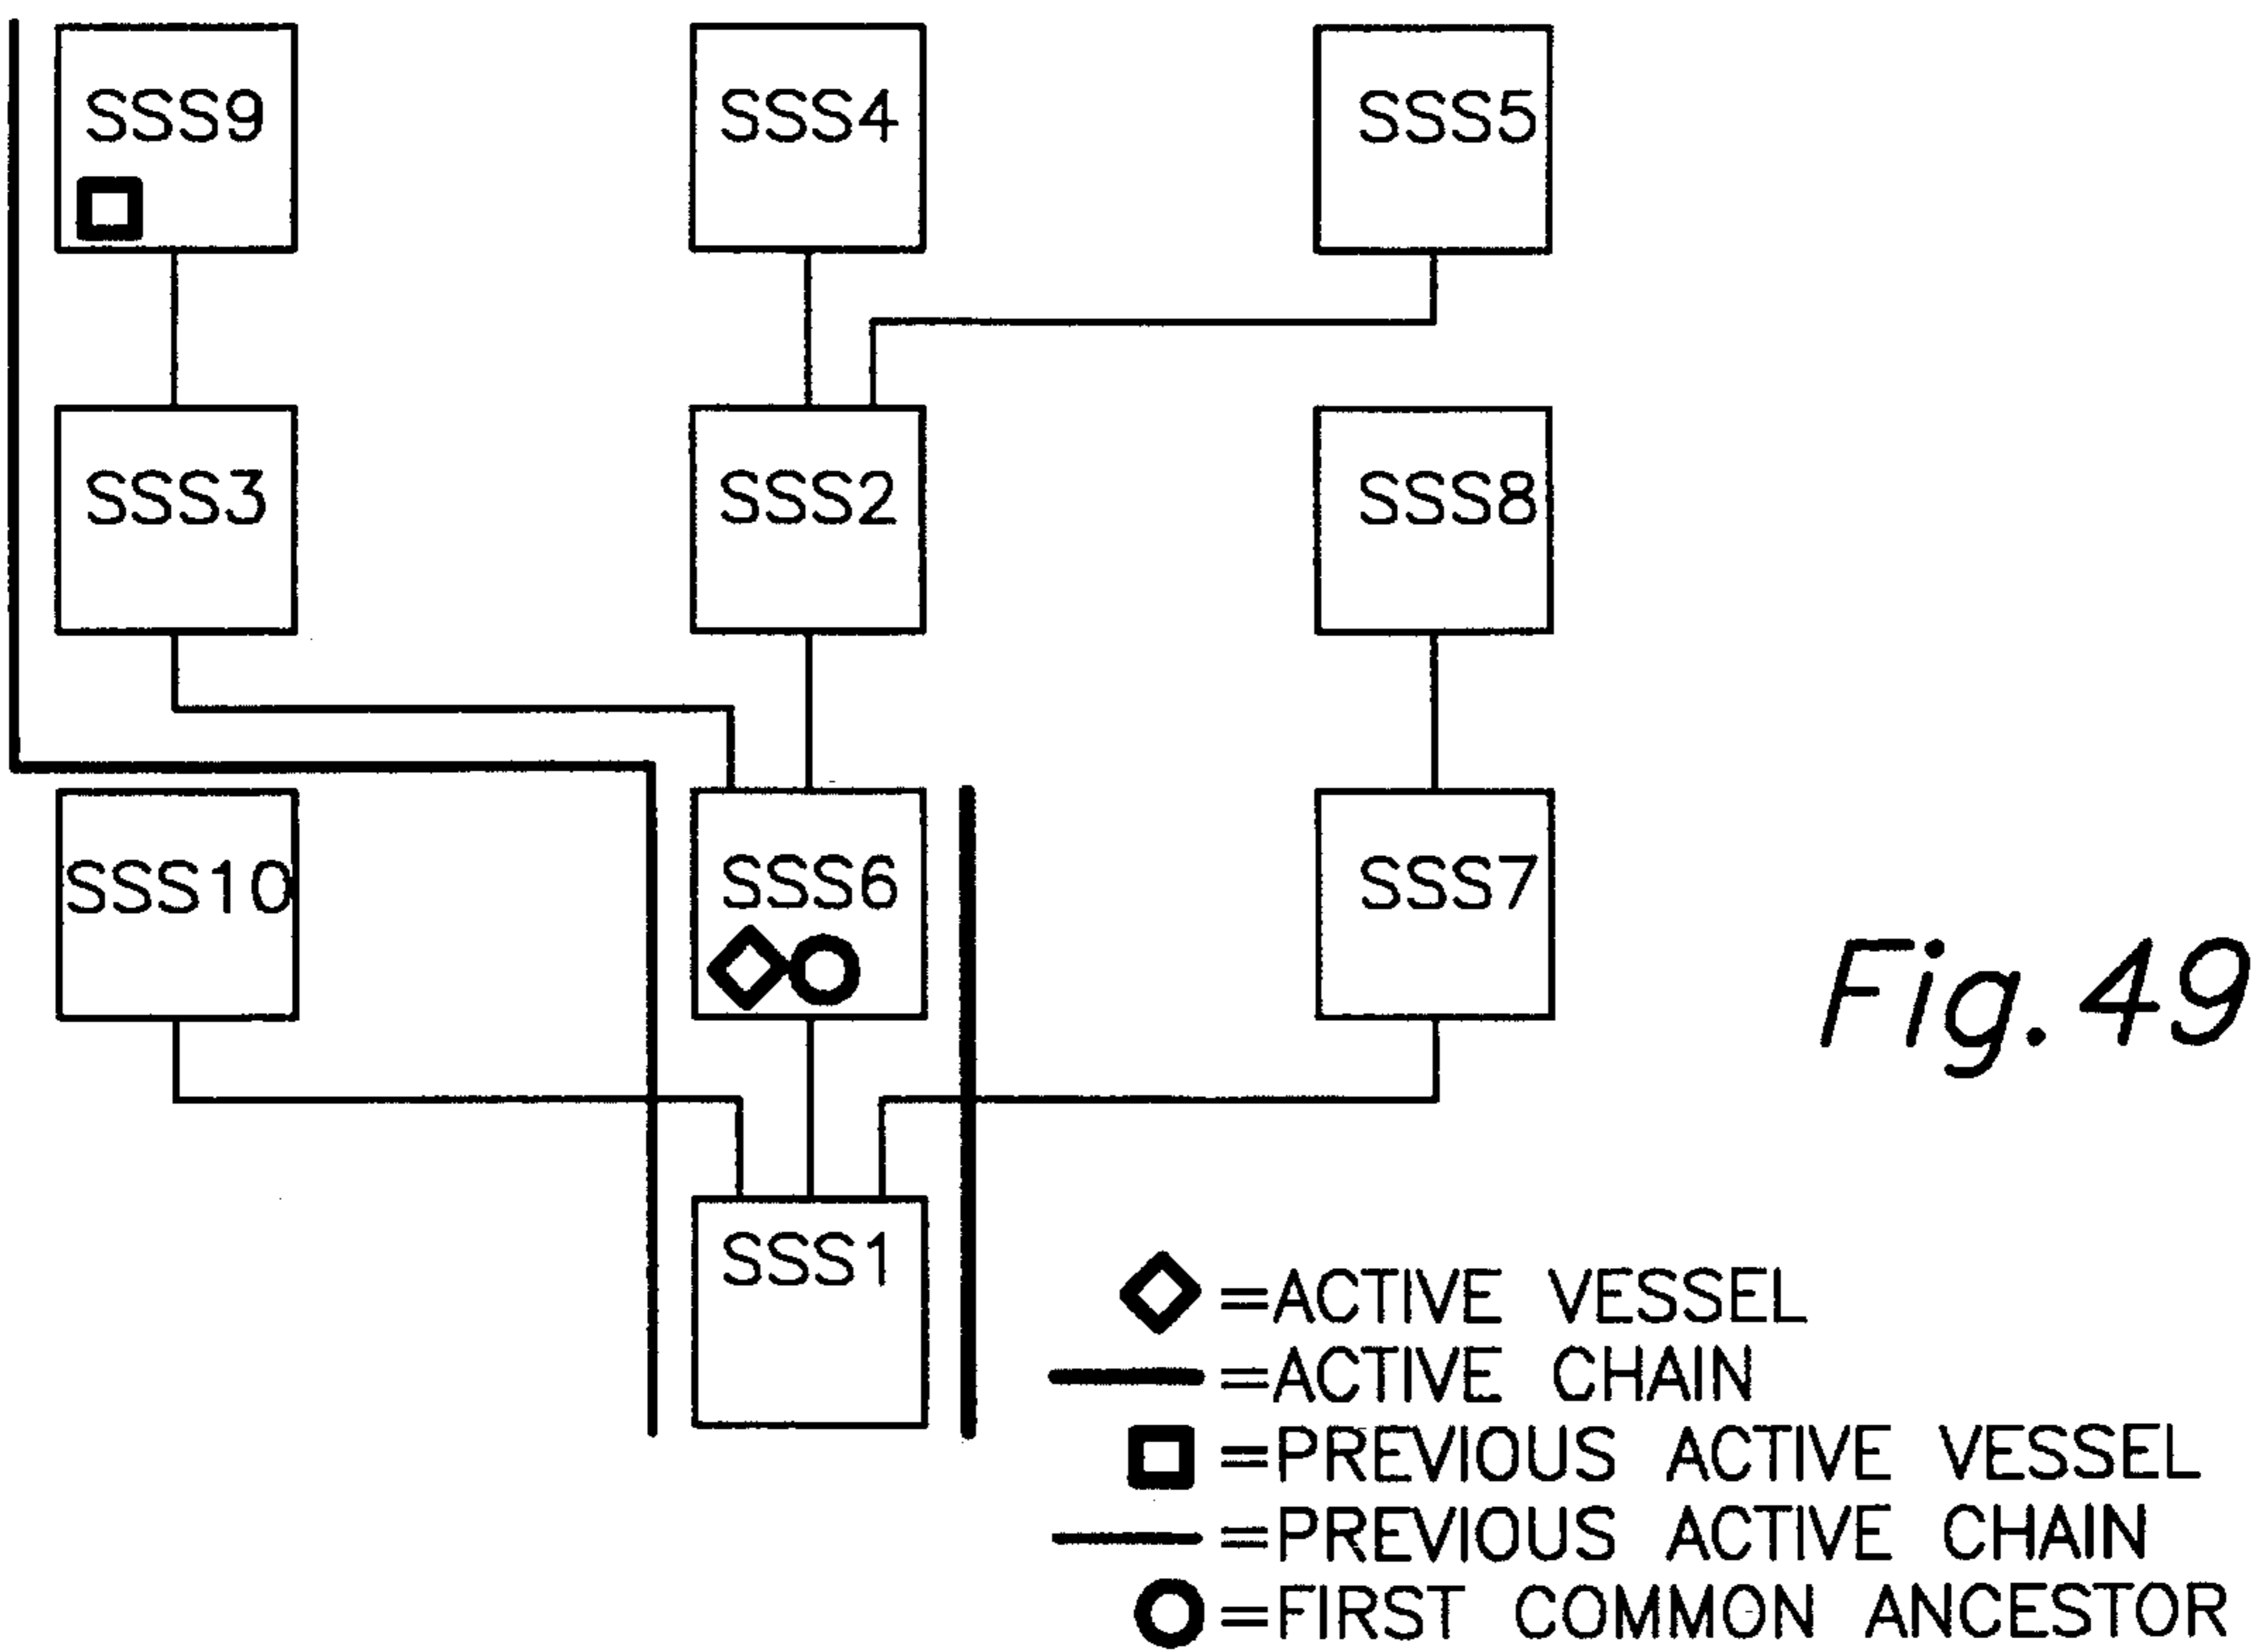 SSS9
SSS4
SSS5
SSS3
SSS2
SSS8
SSS10
SSS6
SSS7
Fig. 49
SSS1
=ACTIVE VESSEL
=ACTIVE CHAIN
=PREVIOUS ACTIVE VESSEL
=PREVIOUS ACTIVE CHAIN
=FIRST COMMON ANCESTOR